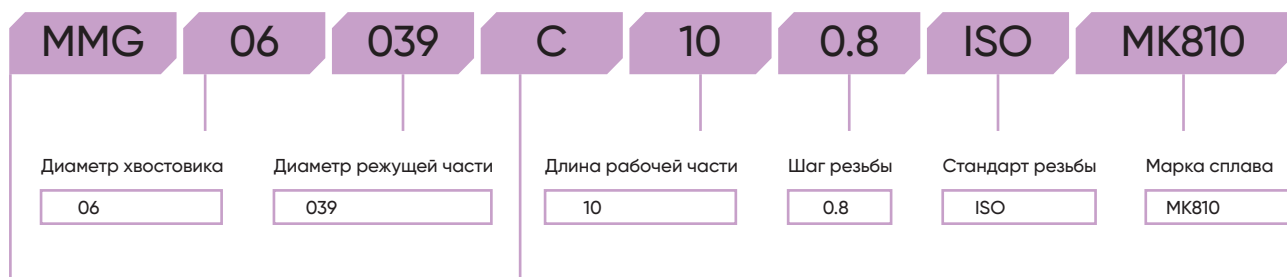 MMG 06 039 C 10 0.8 ISO MK810
Диаметр хвостовика Диаметр режущей части Длина рабочей части Шаг резьбы Стандарт резьбы Марка сплава
06 039 10 0.8 ISO MK810